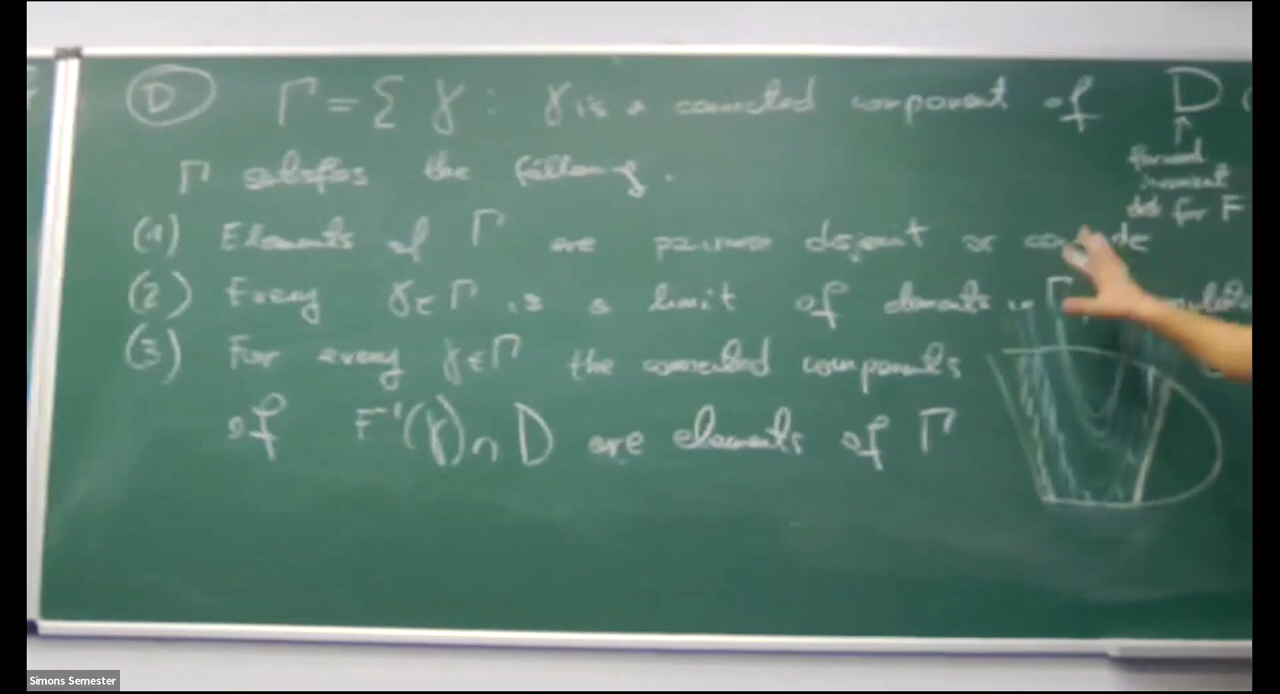 (D) Γ = { γ : γ is a connected component of D (
↑
forward
invariant
set for F
Γ satisfies the following.
(1) Elements of Γ are pairwise disjoint or coincide
(2) Every γ ∈ Γ is a limit of elements in Γ,
(3) For every γ ∈ Γ the connected components
of F⁻¹(γ) ∩ D are elements of Γ
Simons Semester